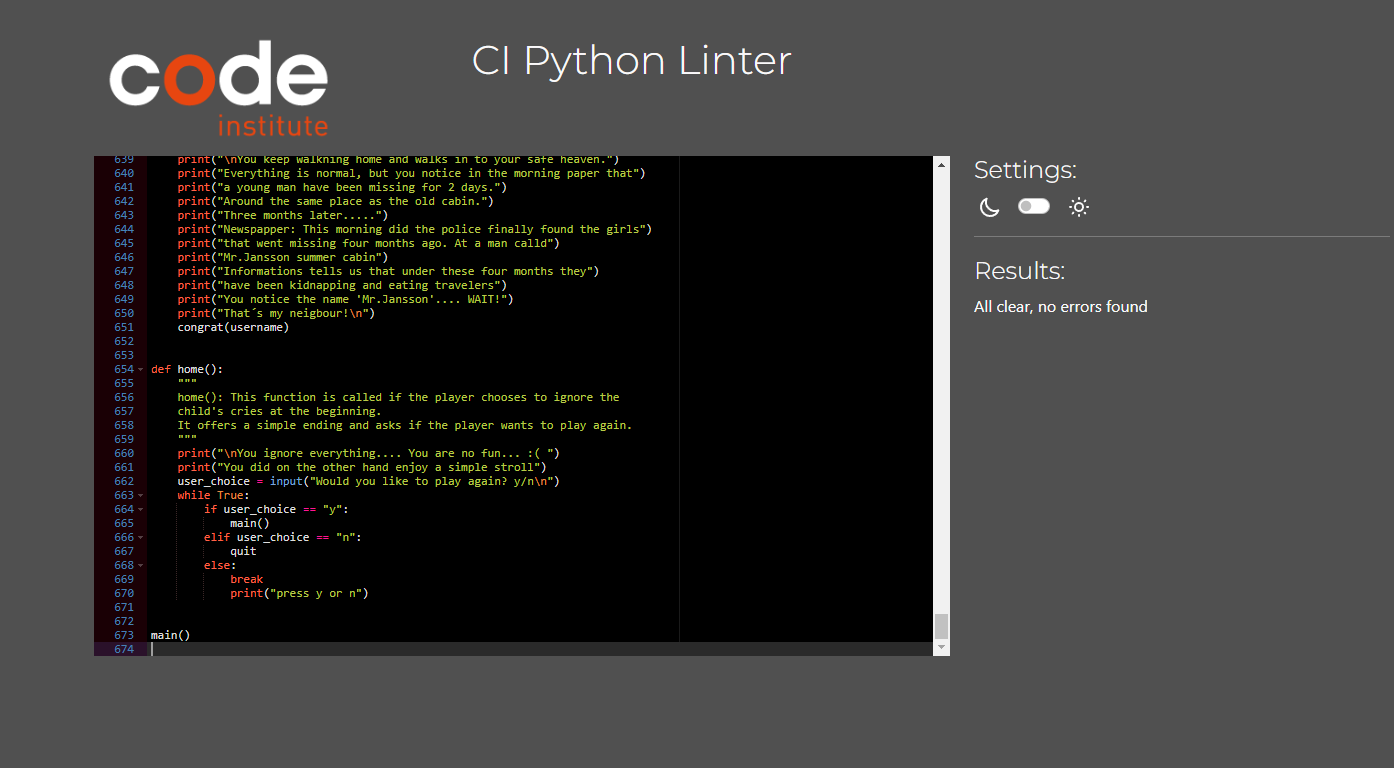 code
institute
CI Python Linter
639 print("\nYou keep walkning home and walks in to your safe heaven.")
640 print("Everything is normal, but you notice in the morning paper that")
641 print("a young man have been missing for 2 days.")
642 print("Around the same place as the old cabin.")
643 print("Three months later.....")
644 print("Newspapper: This morning did the police finally found the girls")
645 print("that went missing four months ago. At a man calld")
646 print("Mr.Jansson summer cabin")
647 print("Informations tells us that under these four months they")
648 print("have been kidnapping and eating travelers")
649 print("You notice the name 'Mr.Jansson'.... WAIT!")
650 print("That´s my neigbour!\n")
651 congrat(username)
652
653
654 def home():
655 """
656 home(): This function is called if the player chooses to ignore the
657 child's cries at the beginning.
658 It offers a simple ending and asks if the player wants to play again.
659 """
660 print("\nYou ignore everything.... You are no fun... :( ")
661 print("You did on the other hand enjoy a simple stroll")
662 user_choice = input("Would you like to play again? y/n\n")
663 while True:
664 if user_choice == "y":
665 main()
666 elif user_choice == "n":
667 quit
668 else:
669 break
670 print("press y or n")
671
672
673 main()
674
Settings:
Results:
All clear, no errors found